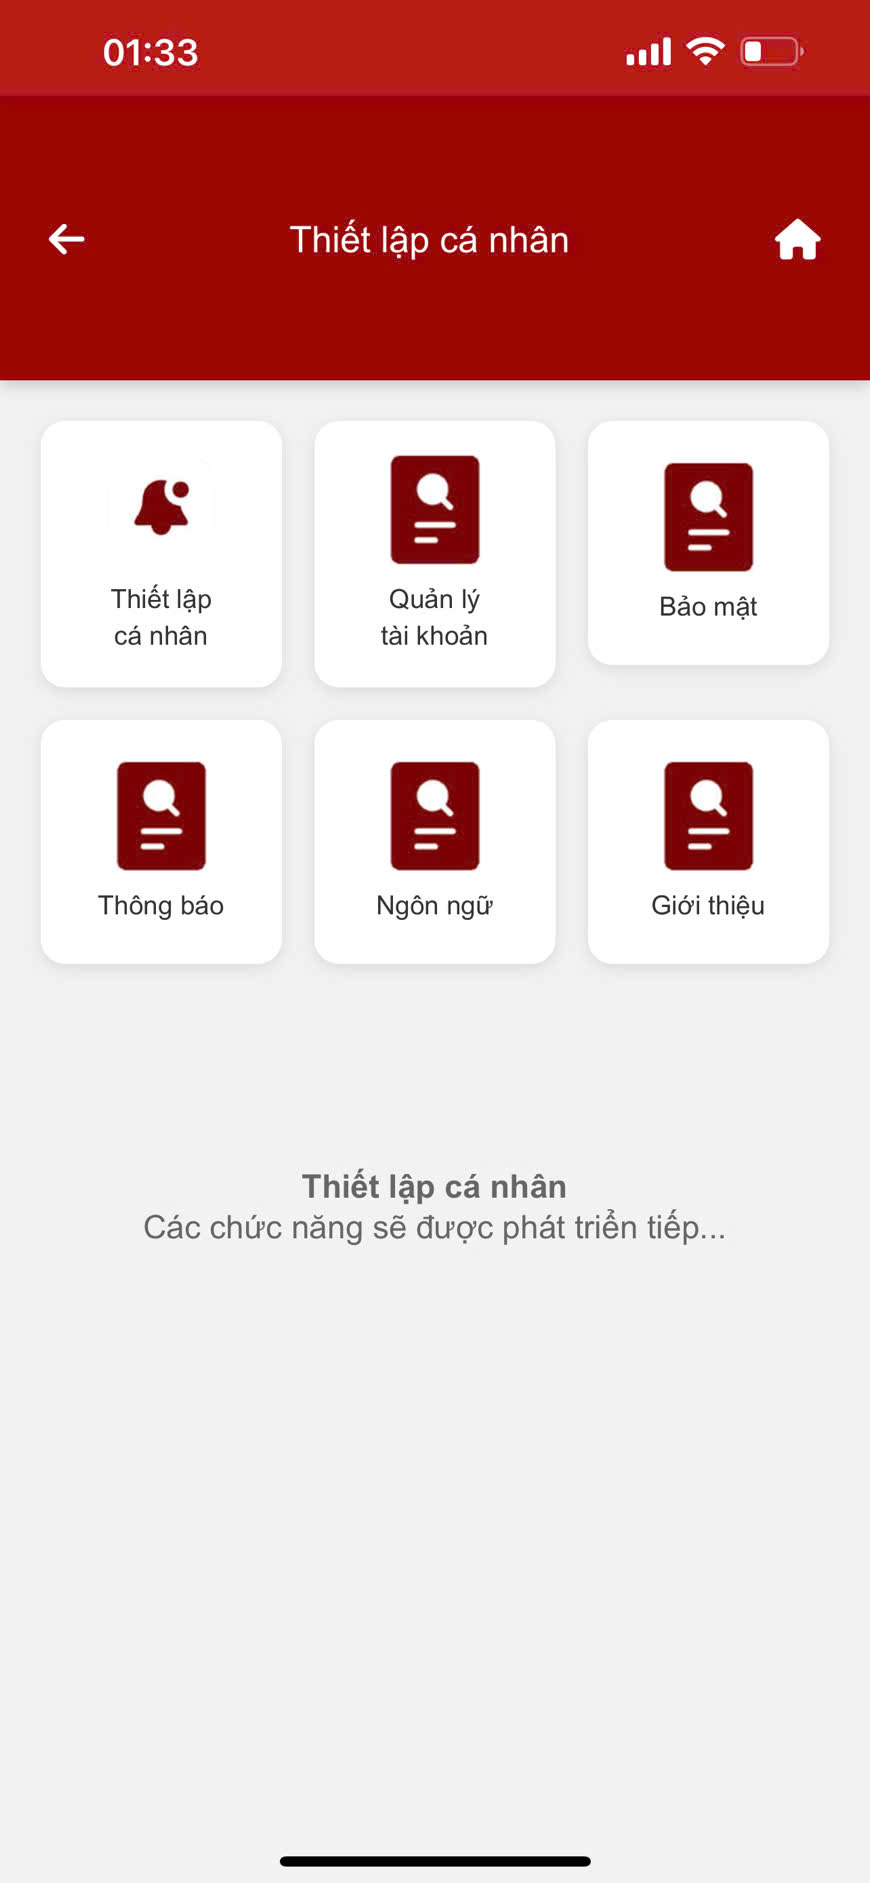 01:33
Thiết lập cá nhân
Thiết lập
cá nhân
Quản lý
tài khoản
Bảo mật
Thông báo
Ngôn ngữ
Giới thiệu
Thiết lập cá nhân
Các chức năng sẽ được phát triển tiếp...